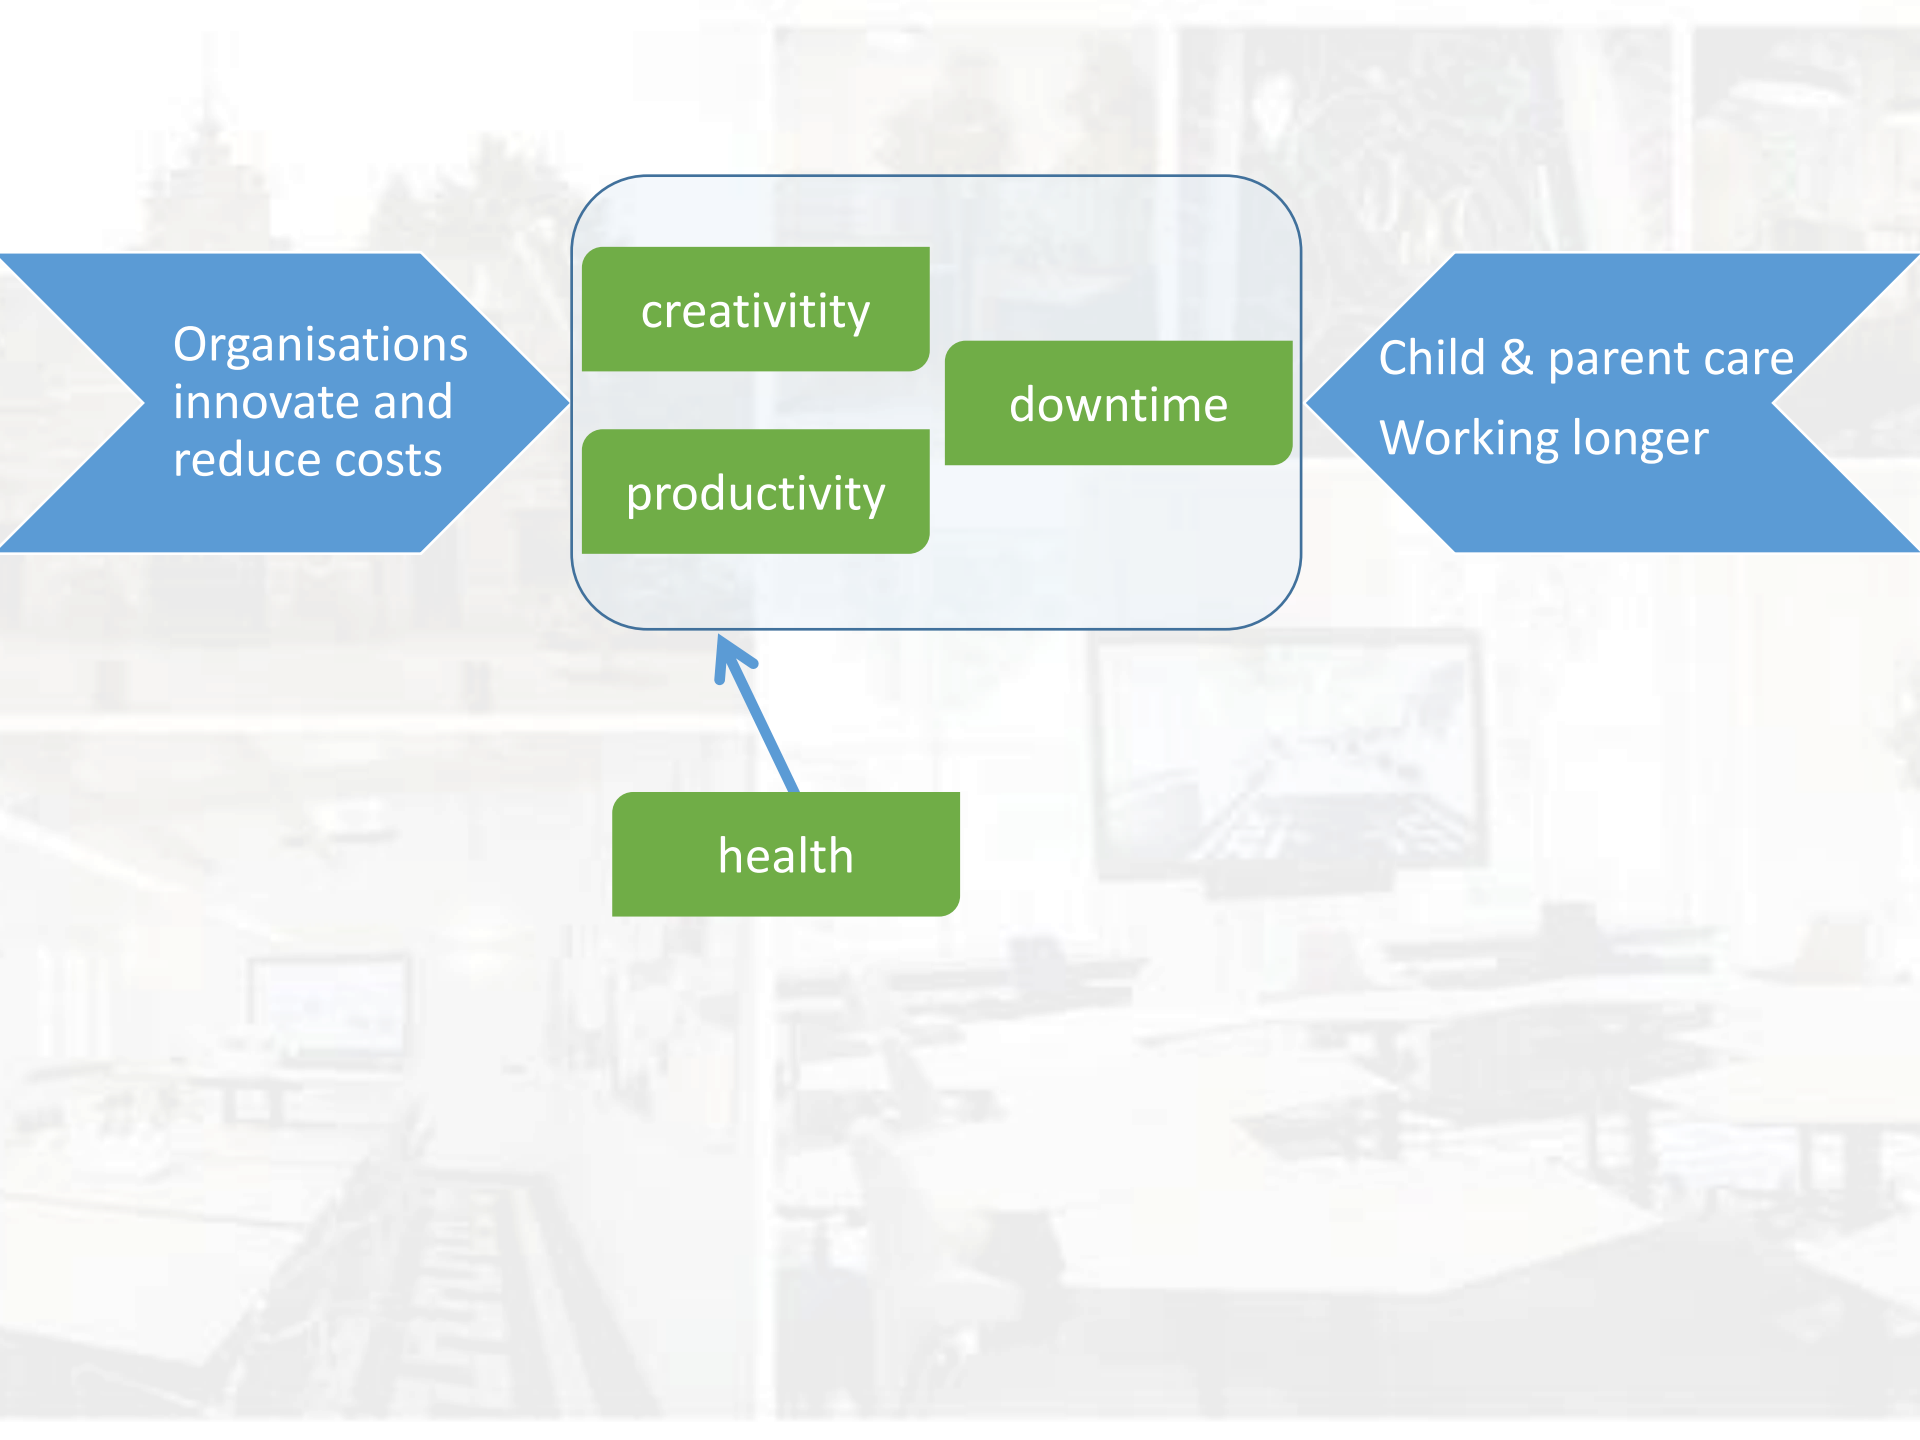 Organisations
innovate and
reduce costs
creativitity
productivity
downtime
Child & parent care
Working longer
health